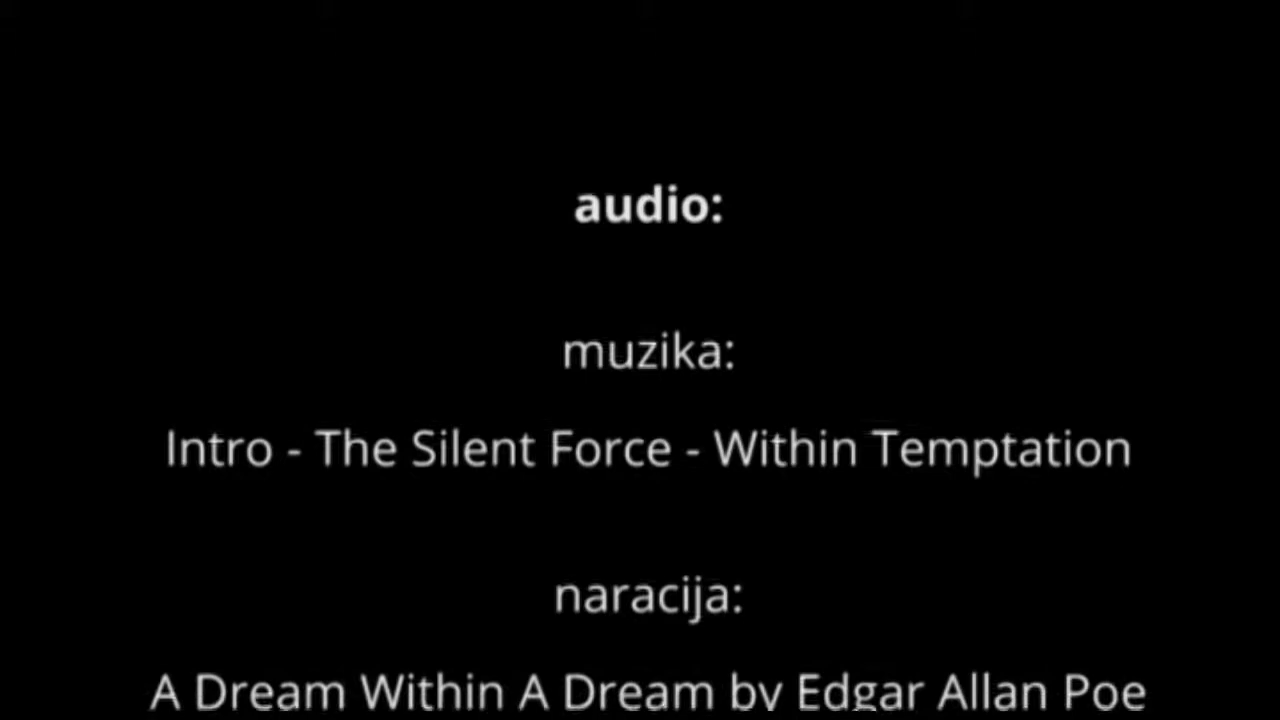 audio:
muzika:
Intro - The Silent Force - Within Temptation
naracija:
A Dream Within A Dream by Edgar Allan Poe